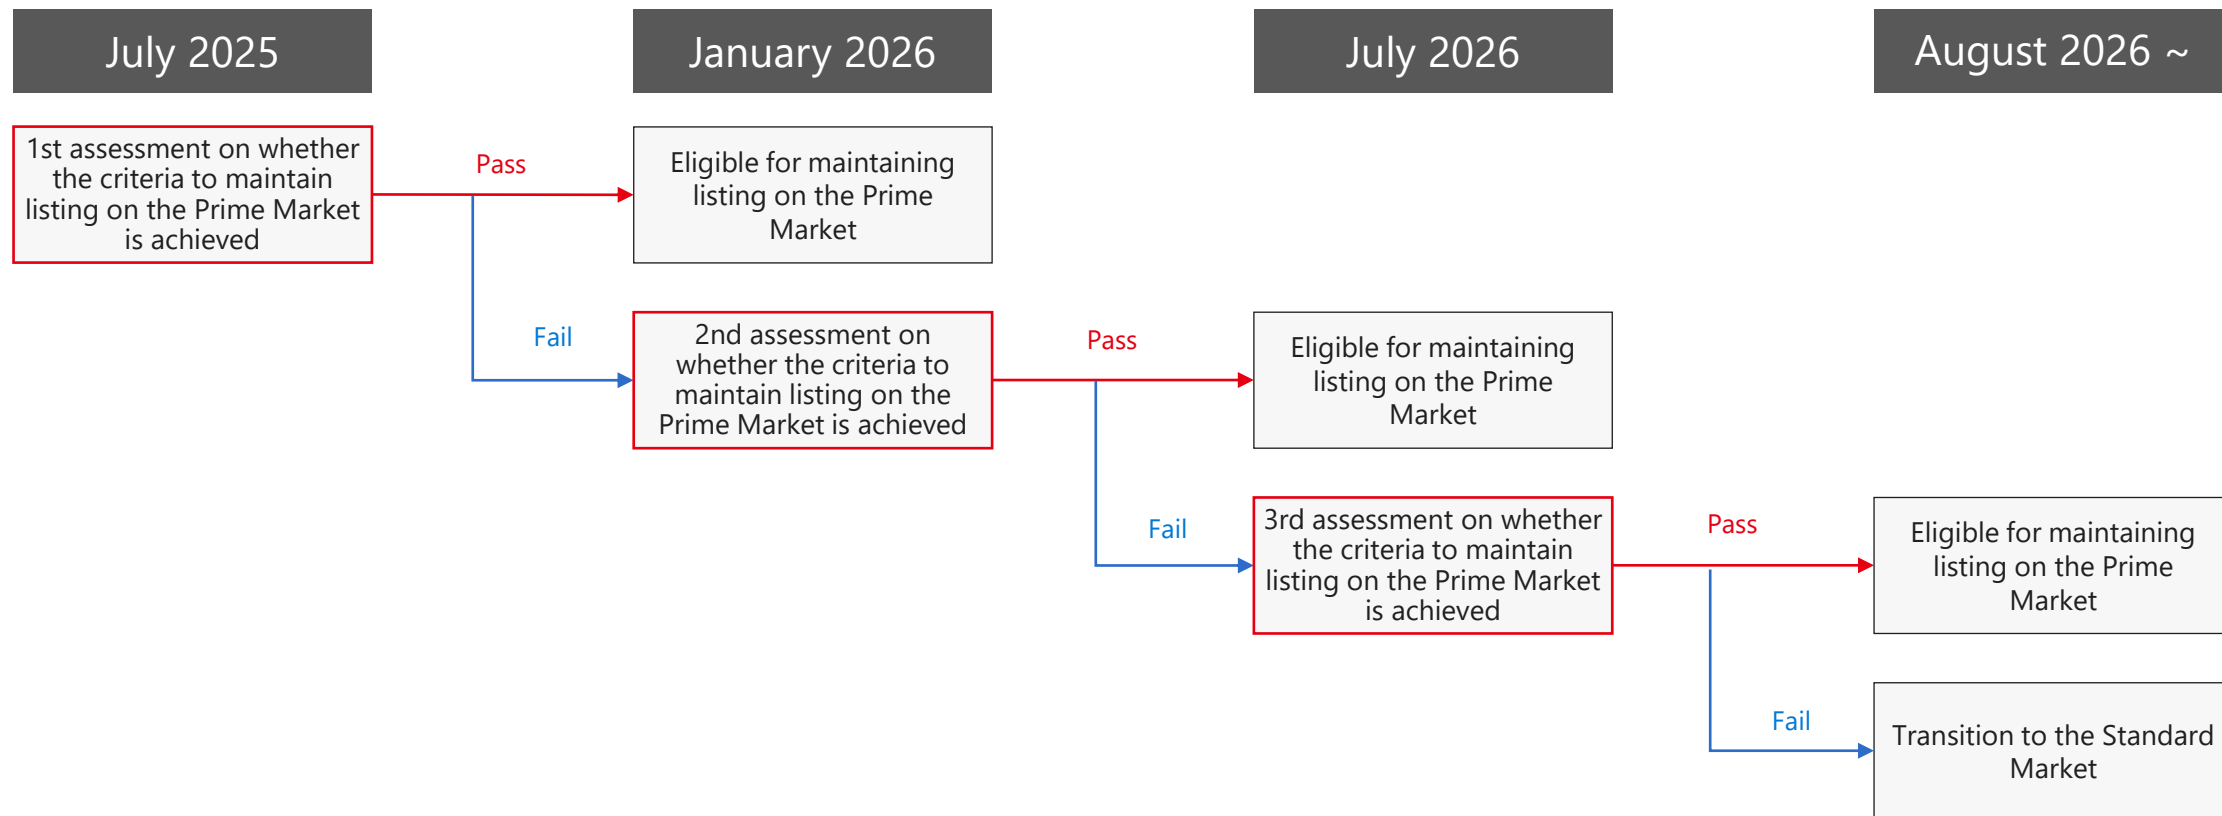 July 2025
January 2026
July 2026
August 2026 ~
1st assessment on whether
the criteria to maintain
listing on the Prime Market
is achieved
Pass
Eligible for maintaining
listing on the Prime
Market
Fail
2nd assessment on
whether the criteria to
maintain listing on the
Prime Market is achieved
Pass
Eligible for maintaining
listing on the Prime
Market
Fail
3rd assessment on whether
the criteria to maintain
listing on the Prime Market
is achieved
Pass
Eligible for maintaining
listing on the Prime
Market
Fail
Transition to the Standard
Market